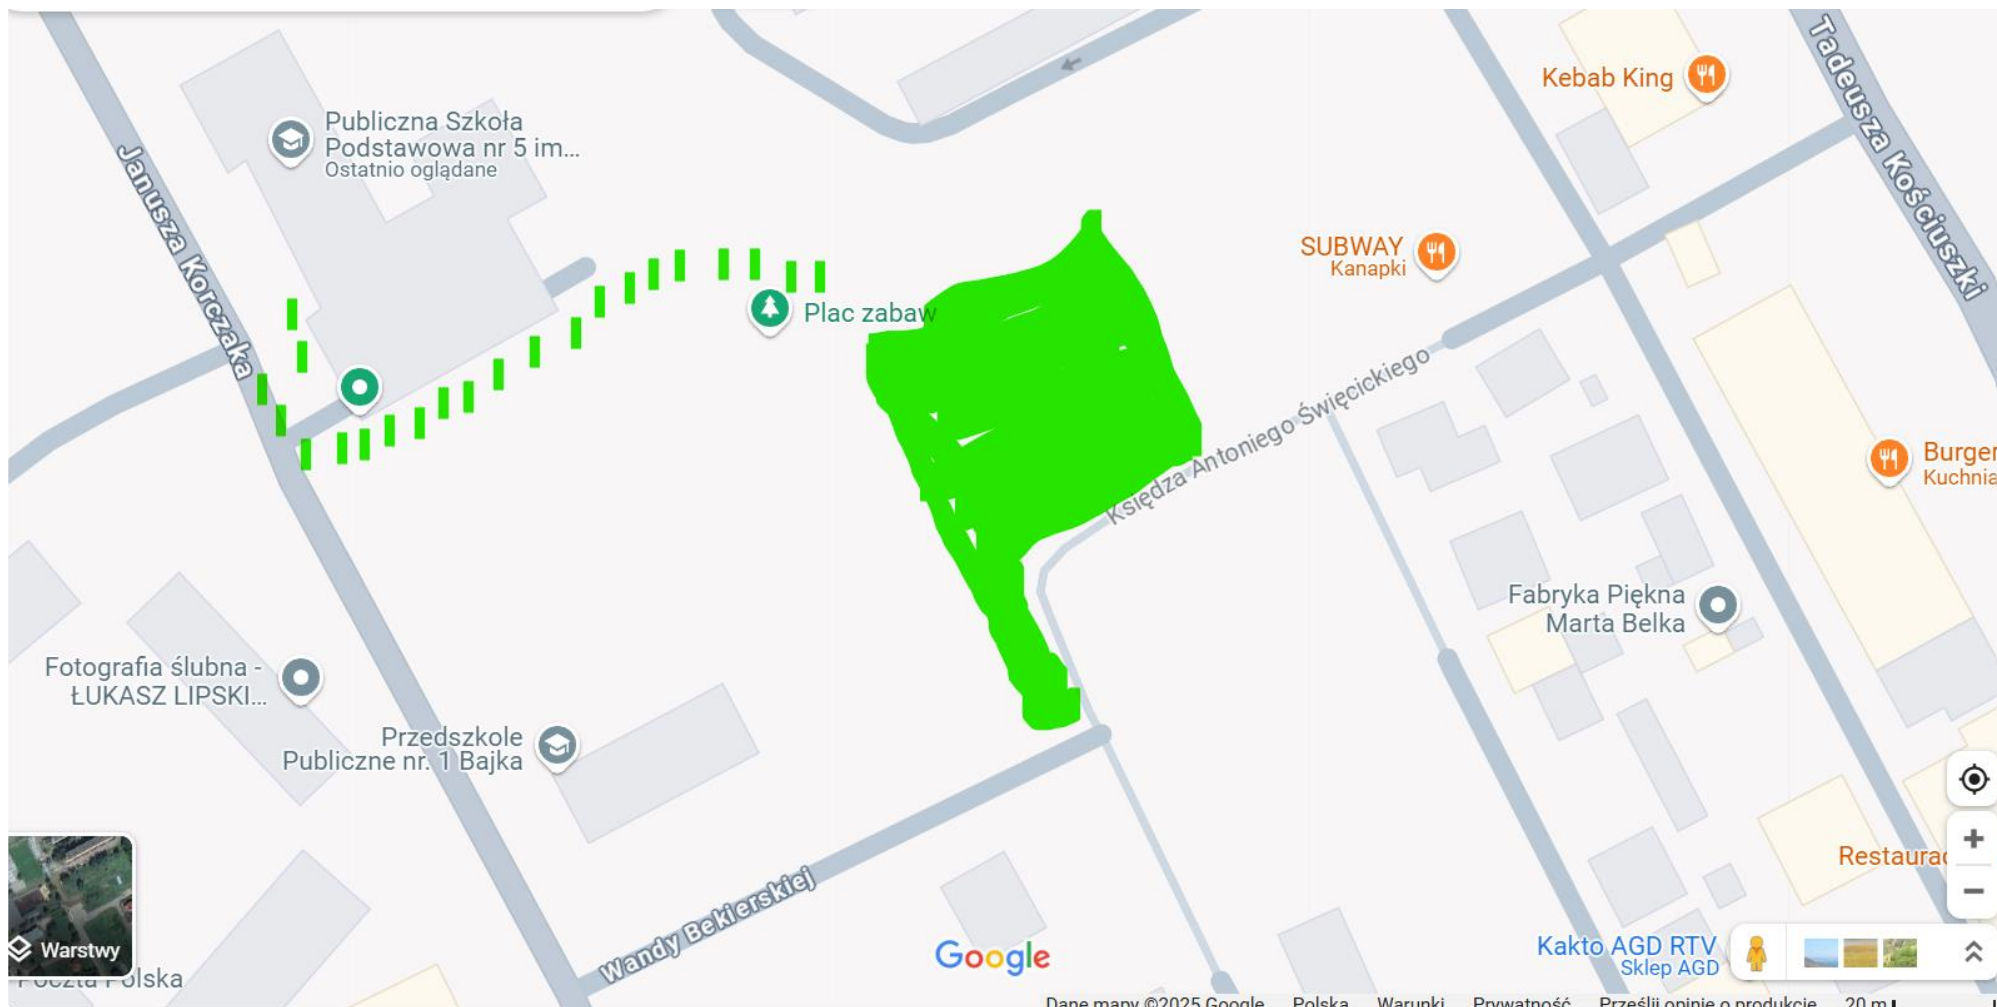 Kebab King
Tadeusza Kościuszki
Publiczna Szkoła
Podstawowa nr 5 im...
Ostatnio oglądane
Janusza Korczaka
SUBWAY
Kanapki
Plac zabaw
Księdza Antoniego Święcickiego
Burger
Kuchnia
Fabryka Piękna
Marta Belka
Fotografia ślubna -
ŁUKASZ LIPSKI...
Przedszkole
Publiczne nr. 1 Bajka
Restaurac
Wandy Bekierskiej
Warstwy
Poczta Polska
Google
Kakto AGD RTV
Sklep AGD
Dane mapy ©2025 Google Polska Warunki Prywatność Prześlij opinię o produkcie 20 m